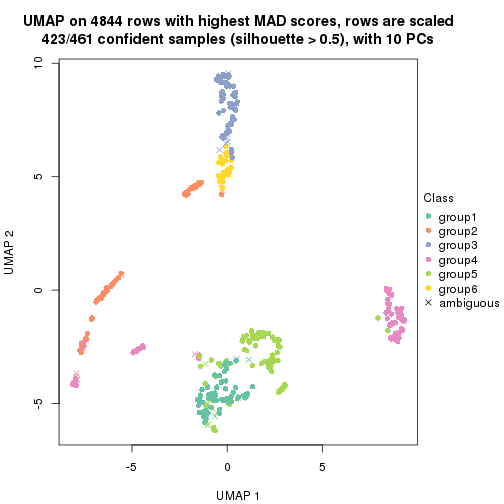 UMAP on 4844 rows with highest MAD scores, rows are scaled
423/461 confident samples (silhouette > 0.5), with 10 PCs
10
5
0
-5
UMAP 2
-5
0
5
UMAP 1
Class
group1
group2
group3
group4
group5
group6
ambiguous